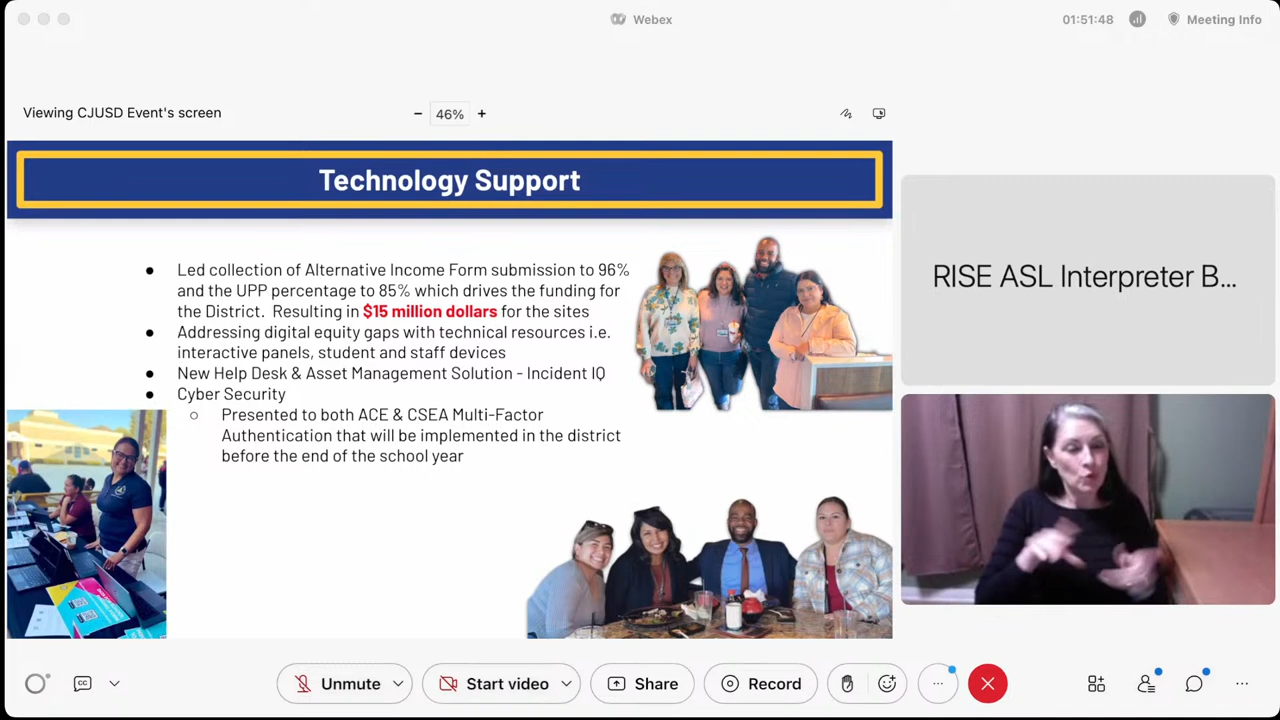 Webex
01:51:48
Meeting Info
Viewing CJUSD Event's screen
− 46% +
Technology Support
● Led collection of Alternative Income Form submission to 96%
and the UPP percentage to 85% which drives the funding for
the District. Resulting in $15 million dollars for the sites
● Addressing digital equity gaps with technical resources i.e.
interactive panels, student and staff devices
● New Help Desk & Asset Management Solution - Incident IQ
● Cyber Security
○ Presented to both ACE & CSEA Multi-Factor
Authentication that will be implemented in the district
before the end of the school year
RISE ASL Interpreter B...
CC
Unmute
Start video
Share
Record